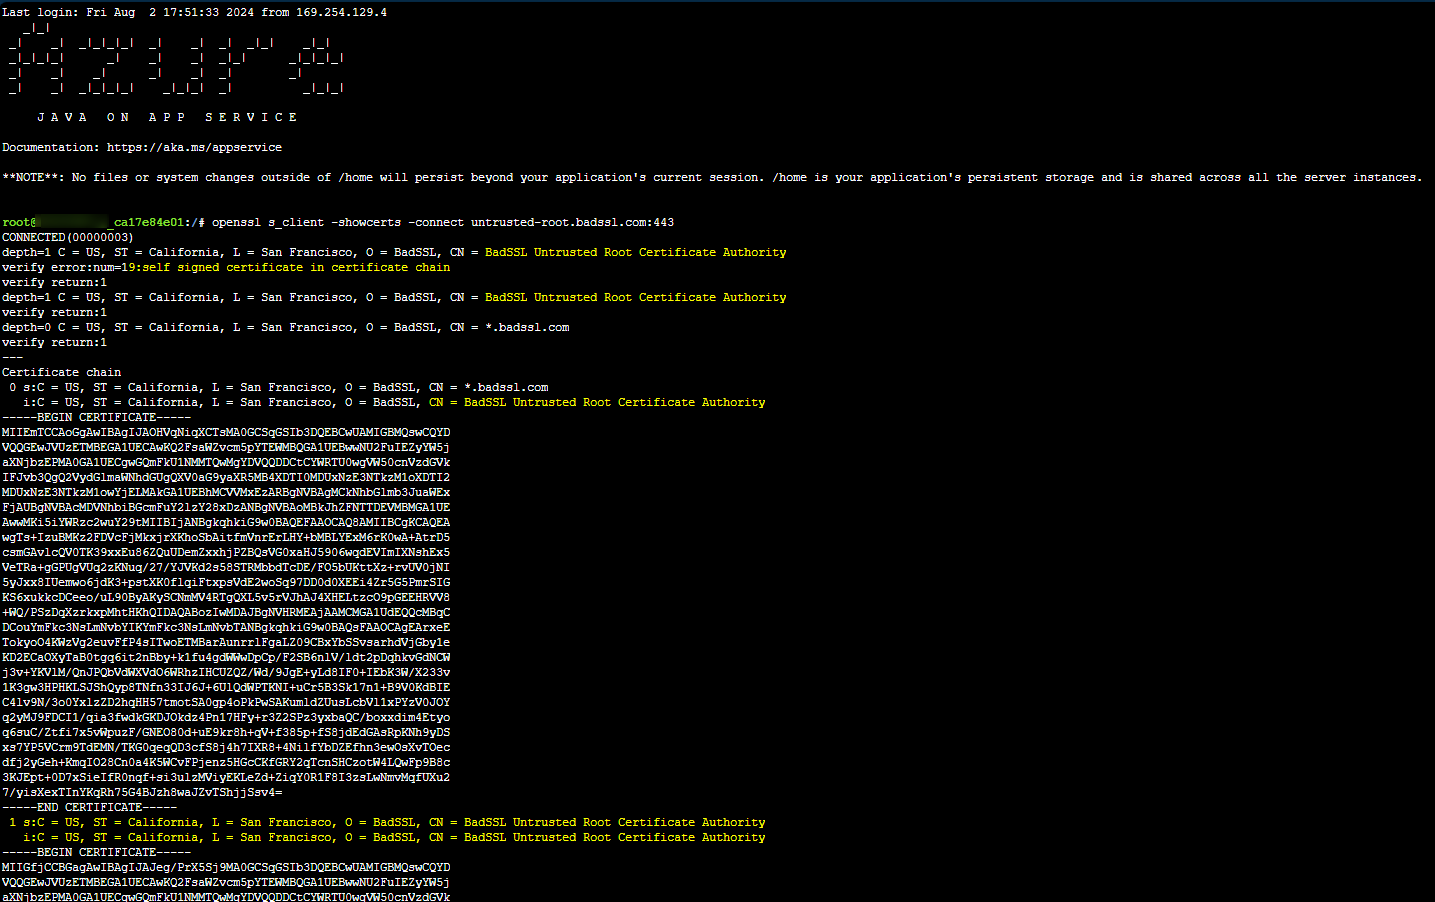 Last login: Fri Aug  2 17:51:33 2024 from 169.254.129.4
Azure
J A V A   O N   A P P   S E R V I C E
Documentation: https://aka.ms/appservice
**NOTE**: No files or system changes outside of /home will persist beyond your application's current session. /home is your application's persistent storage and is shared across all the server instances.
root@ _ca17e84e01:/# openssl s_client -showcerts -connect untrusted-root.badssl.com:443
CONNECTED(00000003)
depth=1 C = US, ST = California, L = San Francisco, O = BadSSL, CN = BadSSL Untrusted Root Certificate Authority
verify error:num=19:self signed certificate in certificate chain
verify return:1
depth=1 C = US, ST = California, L = San Francisco, O = BadSSL, CN = BadSSL Untrusted Root Certificate Authority
verify return:1
depth=0 C = US, ST = California, L = San Francisco, O = BadSSL, CN = *.badssl.com
verify return:1
---
Certificate chain
 0 s:C = US, ST = California, L = San Francisco, O = BadSSL, CN = *.badssl.com
   i:C = US, ST = California, L = San Francisco, O = BadSSL, CN = BadSSL Untrusted Root Certificate Authority
-----BEGIN CERTIFICATE-----
MIIEmTCCAoGgAwIBAgIJAOHVqNiqXCTsMA0GCSqGSIb3DQEBCwUAMIGBMQswCQYD
VQQGEwJVUzETMBEGA1UECAwKQ2FsaWZvcm5pYTEWMBQGA1UEBwwNU2FuIEZyYW5j
aXNjbzEPMA0GA1UECgwGQmFkU1NMMTQwMgYDVQQDDCtCYWRTU0wgVW50cnVzdGVk
IFJvb3QgQ2VydGlmaWNhdGUgQXV0aG9yaXR5MB4XDTI0MDUxNzE3NTkzM1oXDTI2
MDUxNzE3NTkzM1owYjELMAkGA1UEBhMCVVMxEzARBgNVBAgMCkNhbGlmb3JuaWEx
FjAUBgNVBAcMDVNhbiBGcmFuY2lzY28xDzANBgNVBAoMBkJhZFNTTDEVMBMGA1UE
AwwMKi5iYWRzc2wuY29tMIIBIjANBgkqhkiG9w0BAQEFAAOCAQ8AMIIBCgKCAQEA
wgTs+IzuBMKz2FDVcFjMkxjrXKhoSbAitfmVnrErLHY+bMBLYExM6rK0wA+AtrD5
csmGAvlcQV0TK39xxEu86ZQuUDemZxxhjPZBQsVG0xaHJ5906wqdEVImIXNshEx5
VeTRa+gGPUgVUq2zKNuq/27/YJVKd2s58STRMbbdTcDE/FO5bUKttXz+rvUV0jNI
5yJxx8IUemwo6jdK3+pstXK0flqiFtxpsVdE2woSq97DD0d0XEEi4Zr5G5PmrSIG
KS6xukkcDCeeo/uL90ByAKySCNmMV4RTgQXL5v5rVJhAJ4XHELtzcO9pGEEHRVV8
+WQ/PSzDqXzrkxpMhtHKhQIDAQABozIwMDAJBgNVHRMEAjAAMCMGA1UdEQQcMBqC
DCouYmFkc3NsLmNvbYIKYmFkc3NsLmNvbTANBgkqhkiG9w0BAQsFAAOCAgEArxeE
TokyoO4KWzVg2euvFfP4sITwoETMBarAunrrlFgaLZ09CBxYbSSvsarhdVjGby1e
KD2ECaOXyTaB0tgq6it2nBby+k1fu4gdWWwDpCp/F2SB6nlV/ldt2pDghkvGdNCW
j3v+YKVlM/QnJPQbVdWXVdO6WRhzIHCUZQZ/Wd/9JgE+yLd8IF0+IEbK3W/X233v
1K3gw3HPHKLSJShQyp8TNfn33IJ6J+6UlQdWPTKNI+uCr5B3Sk17n1+B9V0KdBIE
C4lv9N/3o0YxlzZD2hqHH57tmotSA0gp4oPkPwSAKumldZUusLcbVl1xPYzV0JOY
q2yMJ9FDCI1/qia3fwdkGKDJOkdz4Pn17HFy+r3Z2SPz3yxbaQC/boxxdim4Etyo
q6suC/Ztfi7x5vWpuzF/GNEO80d+uE9kr8h+qV+f385p+fS8jdEdGAsRpKNh9yDS
xs7YP5VCrm9TdEMN/TKG0qeqQD3cfS8j4h7IXR8+4NilfYbDZEfhn3ewOsXvTOec
dfj2yGeh+KmqIO28Cn0a4K5WCvFPjenz5HGcCKfGRY2qTcnSHCzotW4LQwFp9B8c
3KJEpt+0D7xSieIfR0nqf+si3ulzMViyEKLeZd+ZiqY0R1F8I3zsLwNmvMqfUXu2
7/yisXexTInYKqRh75G4BJzh8waJZvTShjjSsv4=
-----END CERTIFICATE-----
 1 s:C = US, ST = California, L = San Francisco, O = BadSSL, CN = BadSSL Untrusted Root Certificate Authority
   i:C = US, ST = California, L = San Francisco, O = BadSSL, CN = BadSSL Untrusted Root Certificate Authority
-----BEGIN CERTIFICATE-----
MIIGfjCCBGagAwIBAgIJAJeg/PrX5Sj9MA0GCSqGSIb3DQEBCwUAMIGBMQswCQYD
VQQGEwJVUzETMBEGA1UECAwKQ2FsaWZvcm5pYTEWMBQGA1UEBwwNU2FuIEZyYW5j
aXNjbzEPMA0GA1UECgwGQmFkU1NMMTQwMgYDVQQDDCtCYWRTU0wgVW50cnVzdGVk